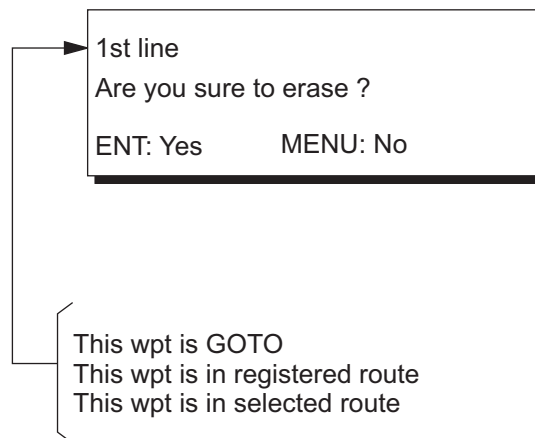 1st line
Are you sure to erase ?
ENT: Yes MENU: No
This wpt is GOTO
This wpt is in registered route
This wpt is in selected route